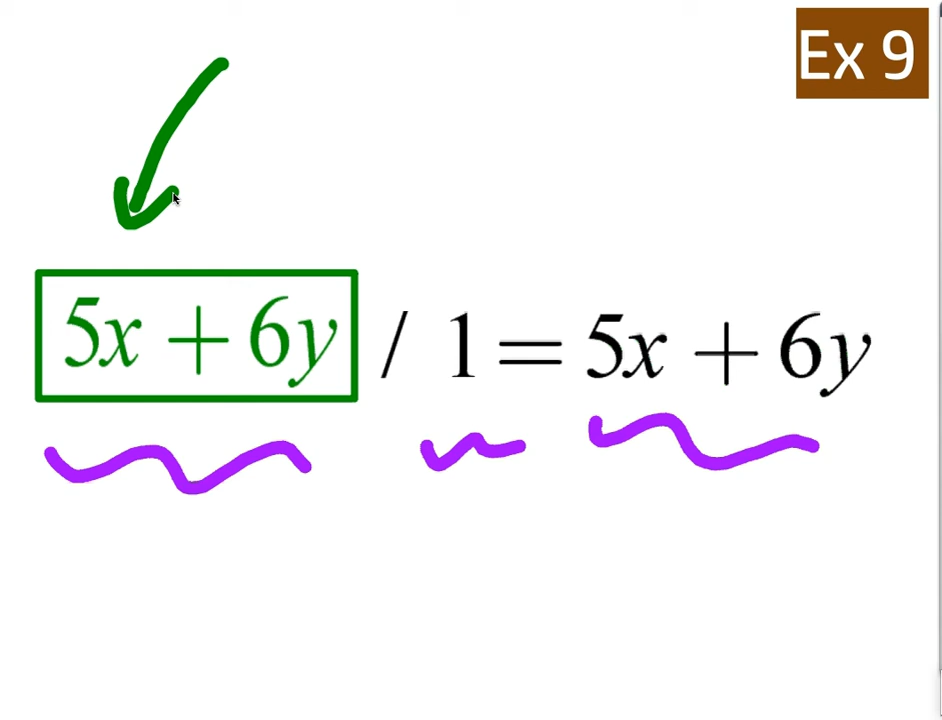 Ex 9
5x + 6y / 1 = 5x + 6y